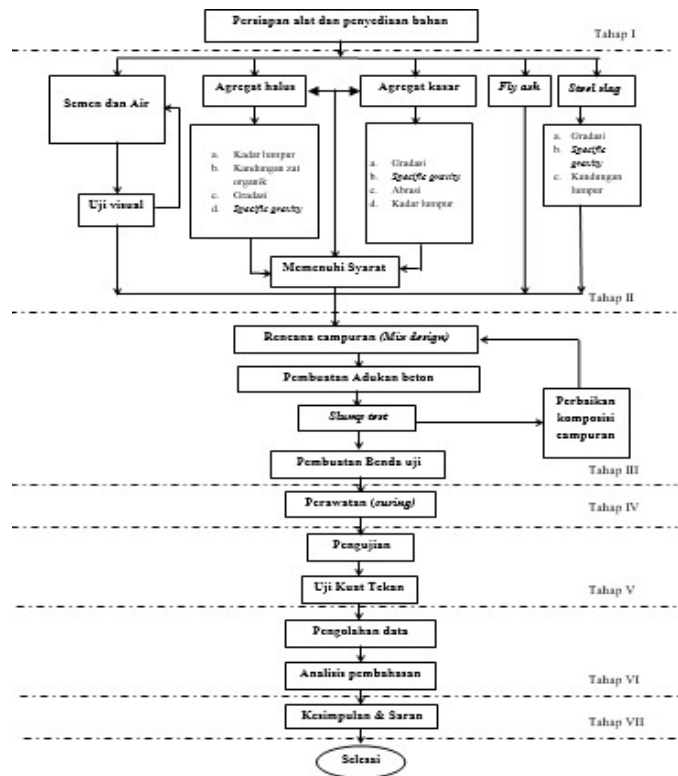 Persiapan alat dan penyediaan bahan
Tahap I
Semen dan Air
Agregat halus
Agregat kasar
Fly ash
Steel slag
Uji visual
a. Kadar lumpur
b. Kandungan zat
organik
c. Gradasi
d. Specific gravity
a. Gradasi
b. Specific gravity
c. Abrasi
d. Kadar lumpur
a. Gradasi
b. Specific
gravity
c. Kandungan
lumpur
Memenuhi Syarat
Tahap II
Rencana campuran (Mix design)
Pembuatan Adukan beton
Slump test
Perbaikan
komposisi
campuran
Pembuatan Benda uji
Tahap III
Perawatan (curing)
Tahap IV
Pengujian
Uji Kuat Tekan
Tahap V
Pengolahan data
Analisis pembahasan
Tahap VI
Kesimpulan & Saran
Tahap VII
Selesai